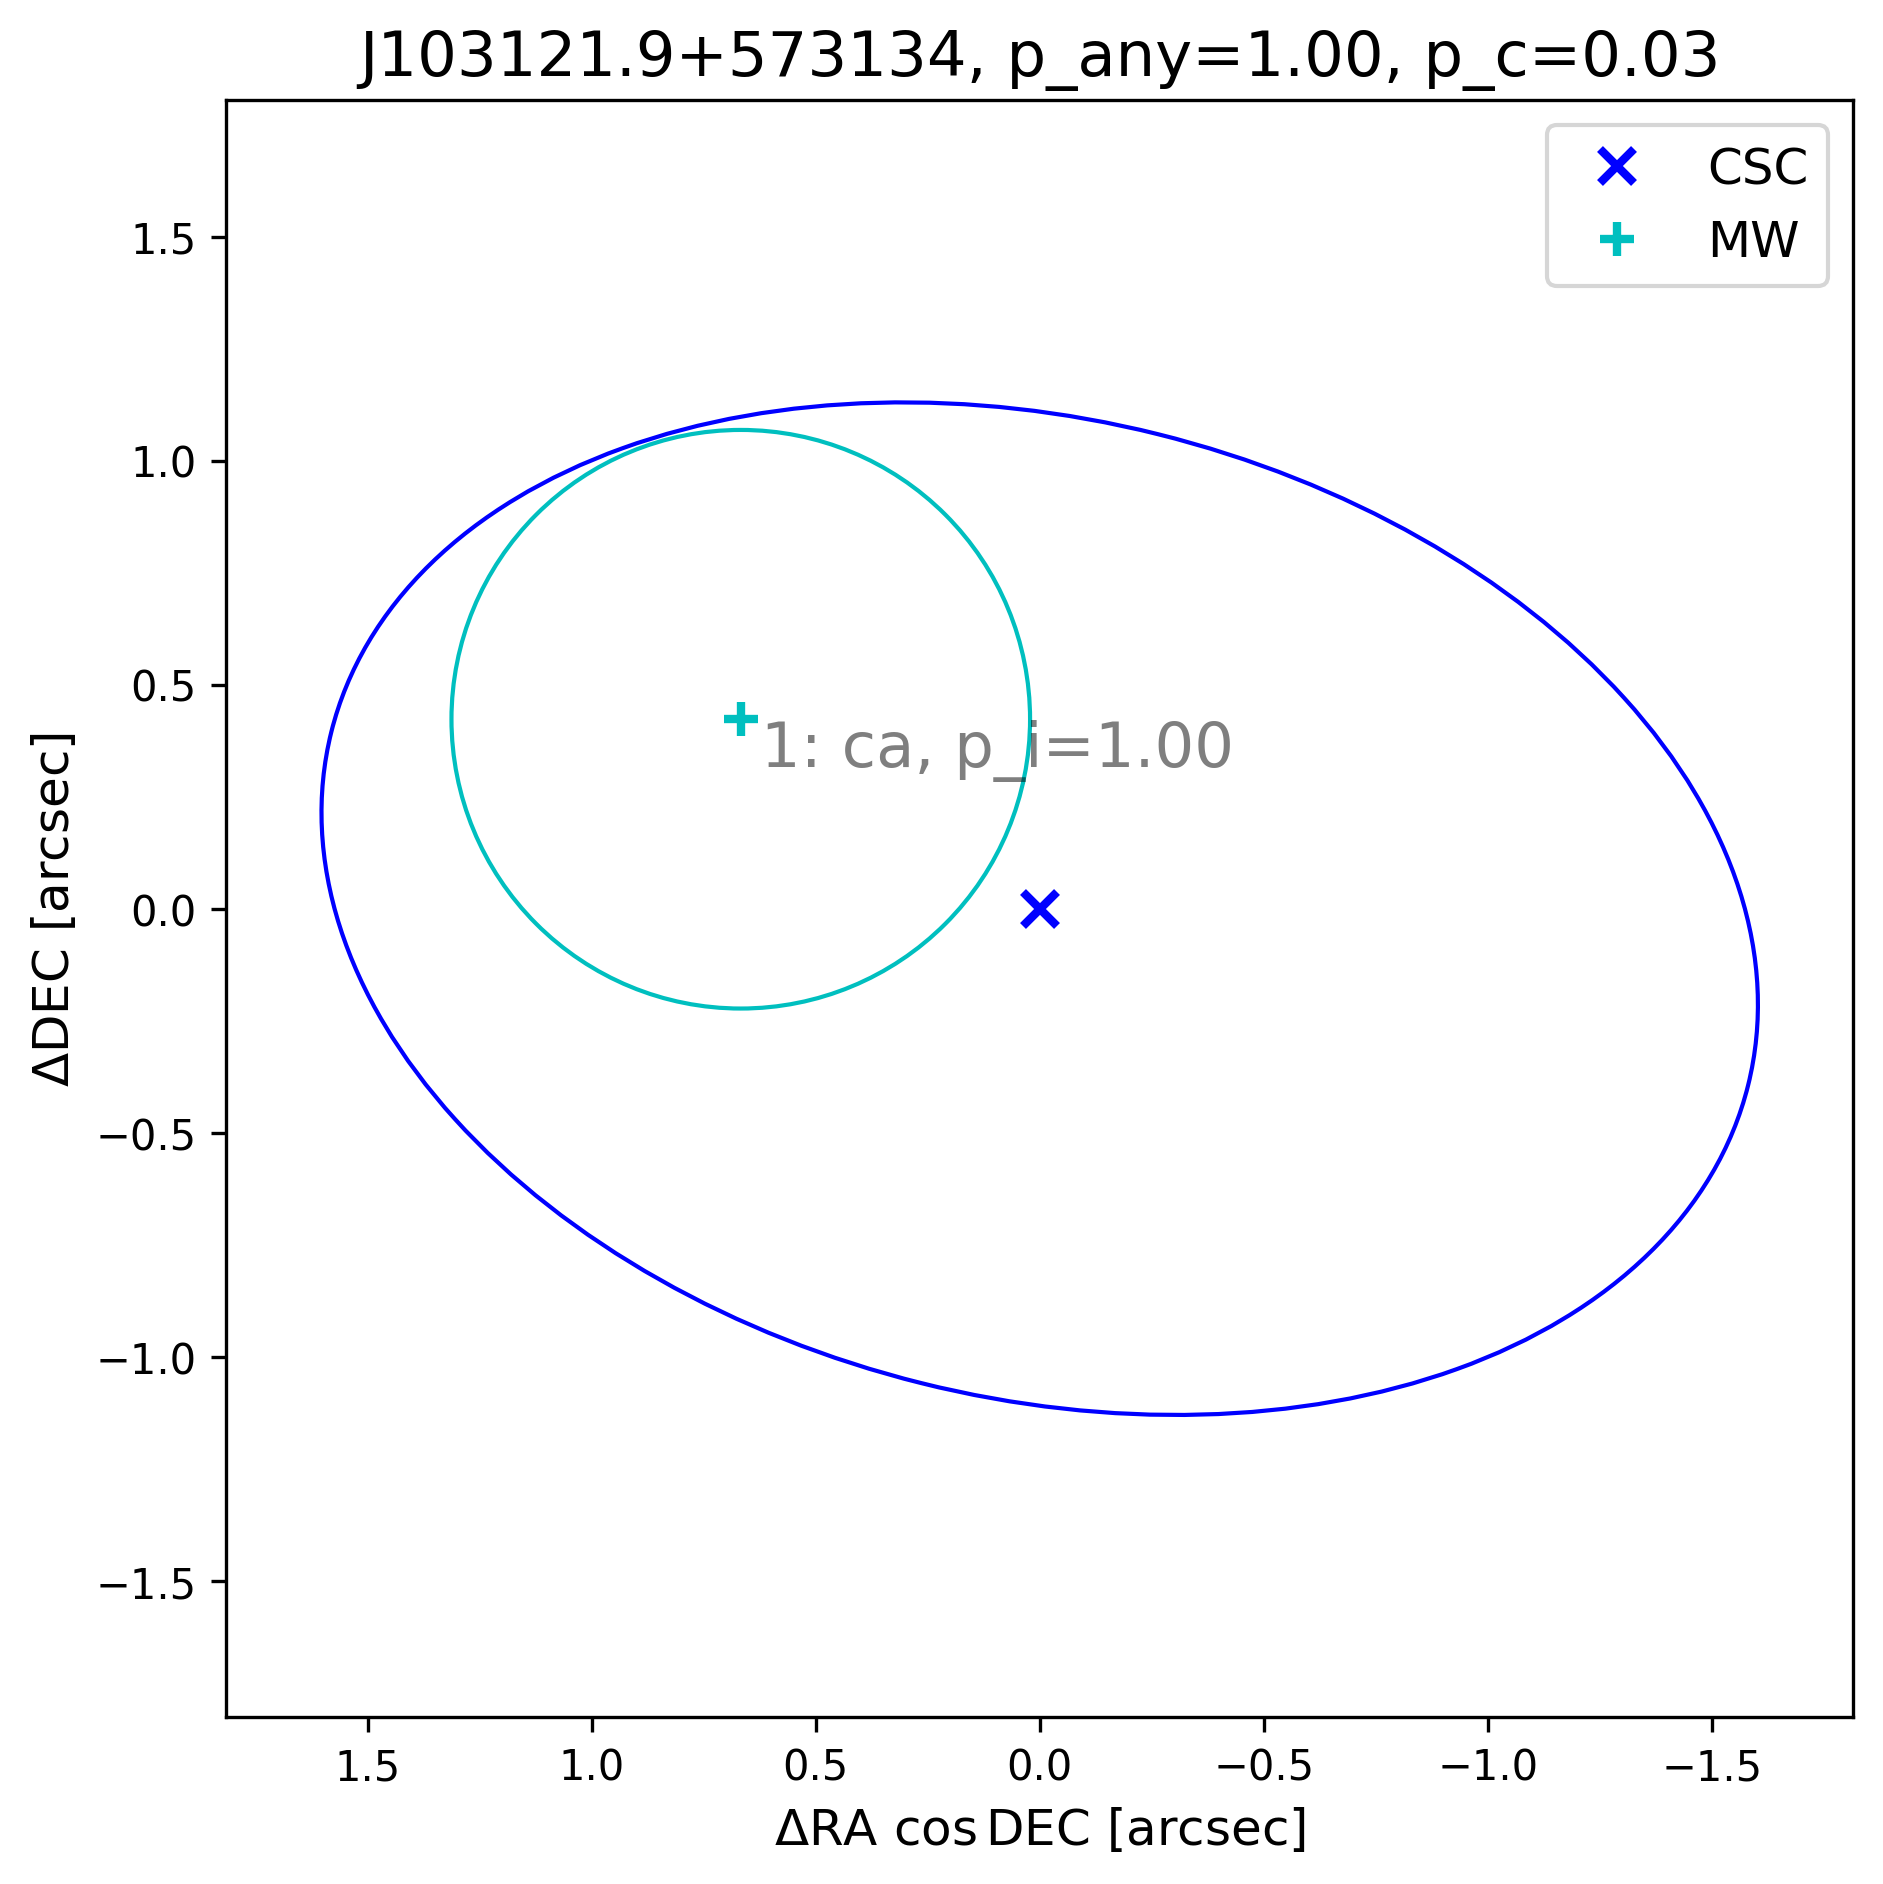 J103121.9+573134, p_any=1.00, p_c=0.03
CSC
MW
1.5
1.0
0.5
0.0
−0.5
−1.0
−1.5
ΔDEC [arcsec]
1: ca, p_i=1.00
1.5 1.0 0.5 0.0 −0.5 −1.0 −1.5
ΔRA cos DEC [arcsec]